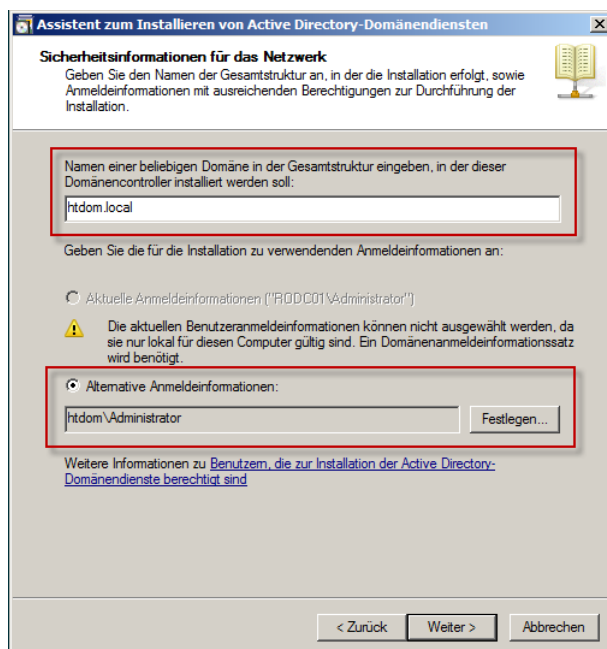 Assistent zum Installieren von Active Directory-Domänendiensten
Sicherheitsinformationen für das Netzwerk
Geben Sie den Namen der Gesamtstruktur an, in der die Installation erfolgt, sowie
Anmeldeinformationen mit ausreichenden Berechtigungen zur Durchführung der
Installation.
Namen einer beliebigen Domäne in der Gesamtstruktur eingeben, in der dieser
Domänencontroller installiert werden soll:
htdom.local
Geben Sie die für die Installation zu verwendenden Anmeldeinformationen an:
Aktuelle Anmeldeinformationen ("RODC01\Administrator")
Die aktuellen Benutzeranmeldeinformationen können nicht ausgewählt werden, da
sie nur lokal für diesen Computer gültig sind. Ein Domänenanmeldeinformationssatz
wird benötigt.
Alternative Anmeldeinformationen:
htdom\Administrator
Festlegen...
Weitere Informationen zu Benutzern, die zur Installation der Active Directory-
Domänendienste berechtigt sind
< Zurück
Weiter >
Abbrechen